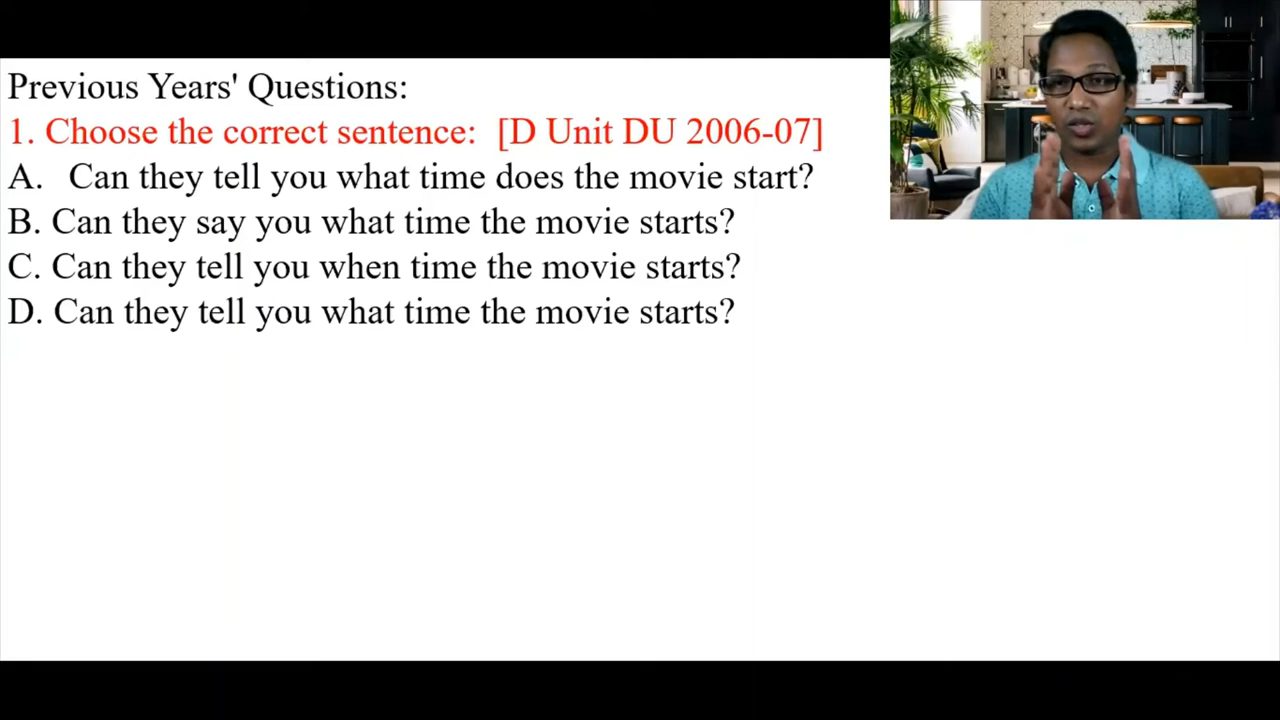 Previous Years' Questions:
1. Choose the correct sentence: [D Unit DU 2006-07]
A. Can they tell you what time does the movie start?
B. Can they say you what time the movie starts?
C. Can they tell you when time the movie starts?
D. Can they tell you what time the movie starts?